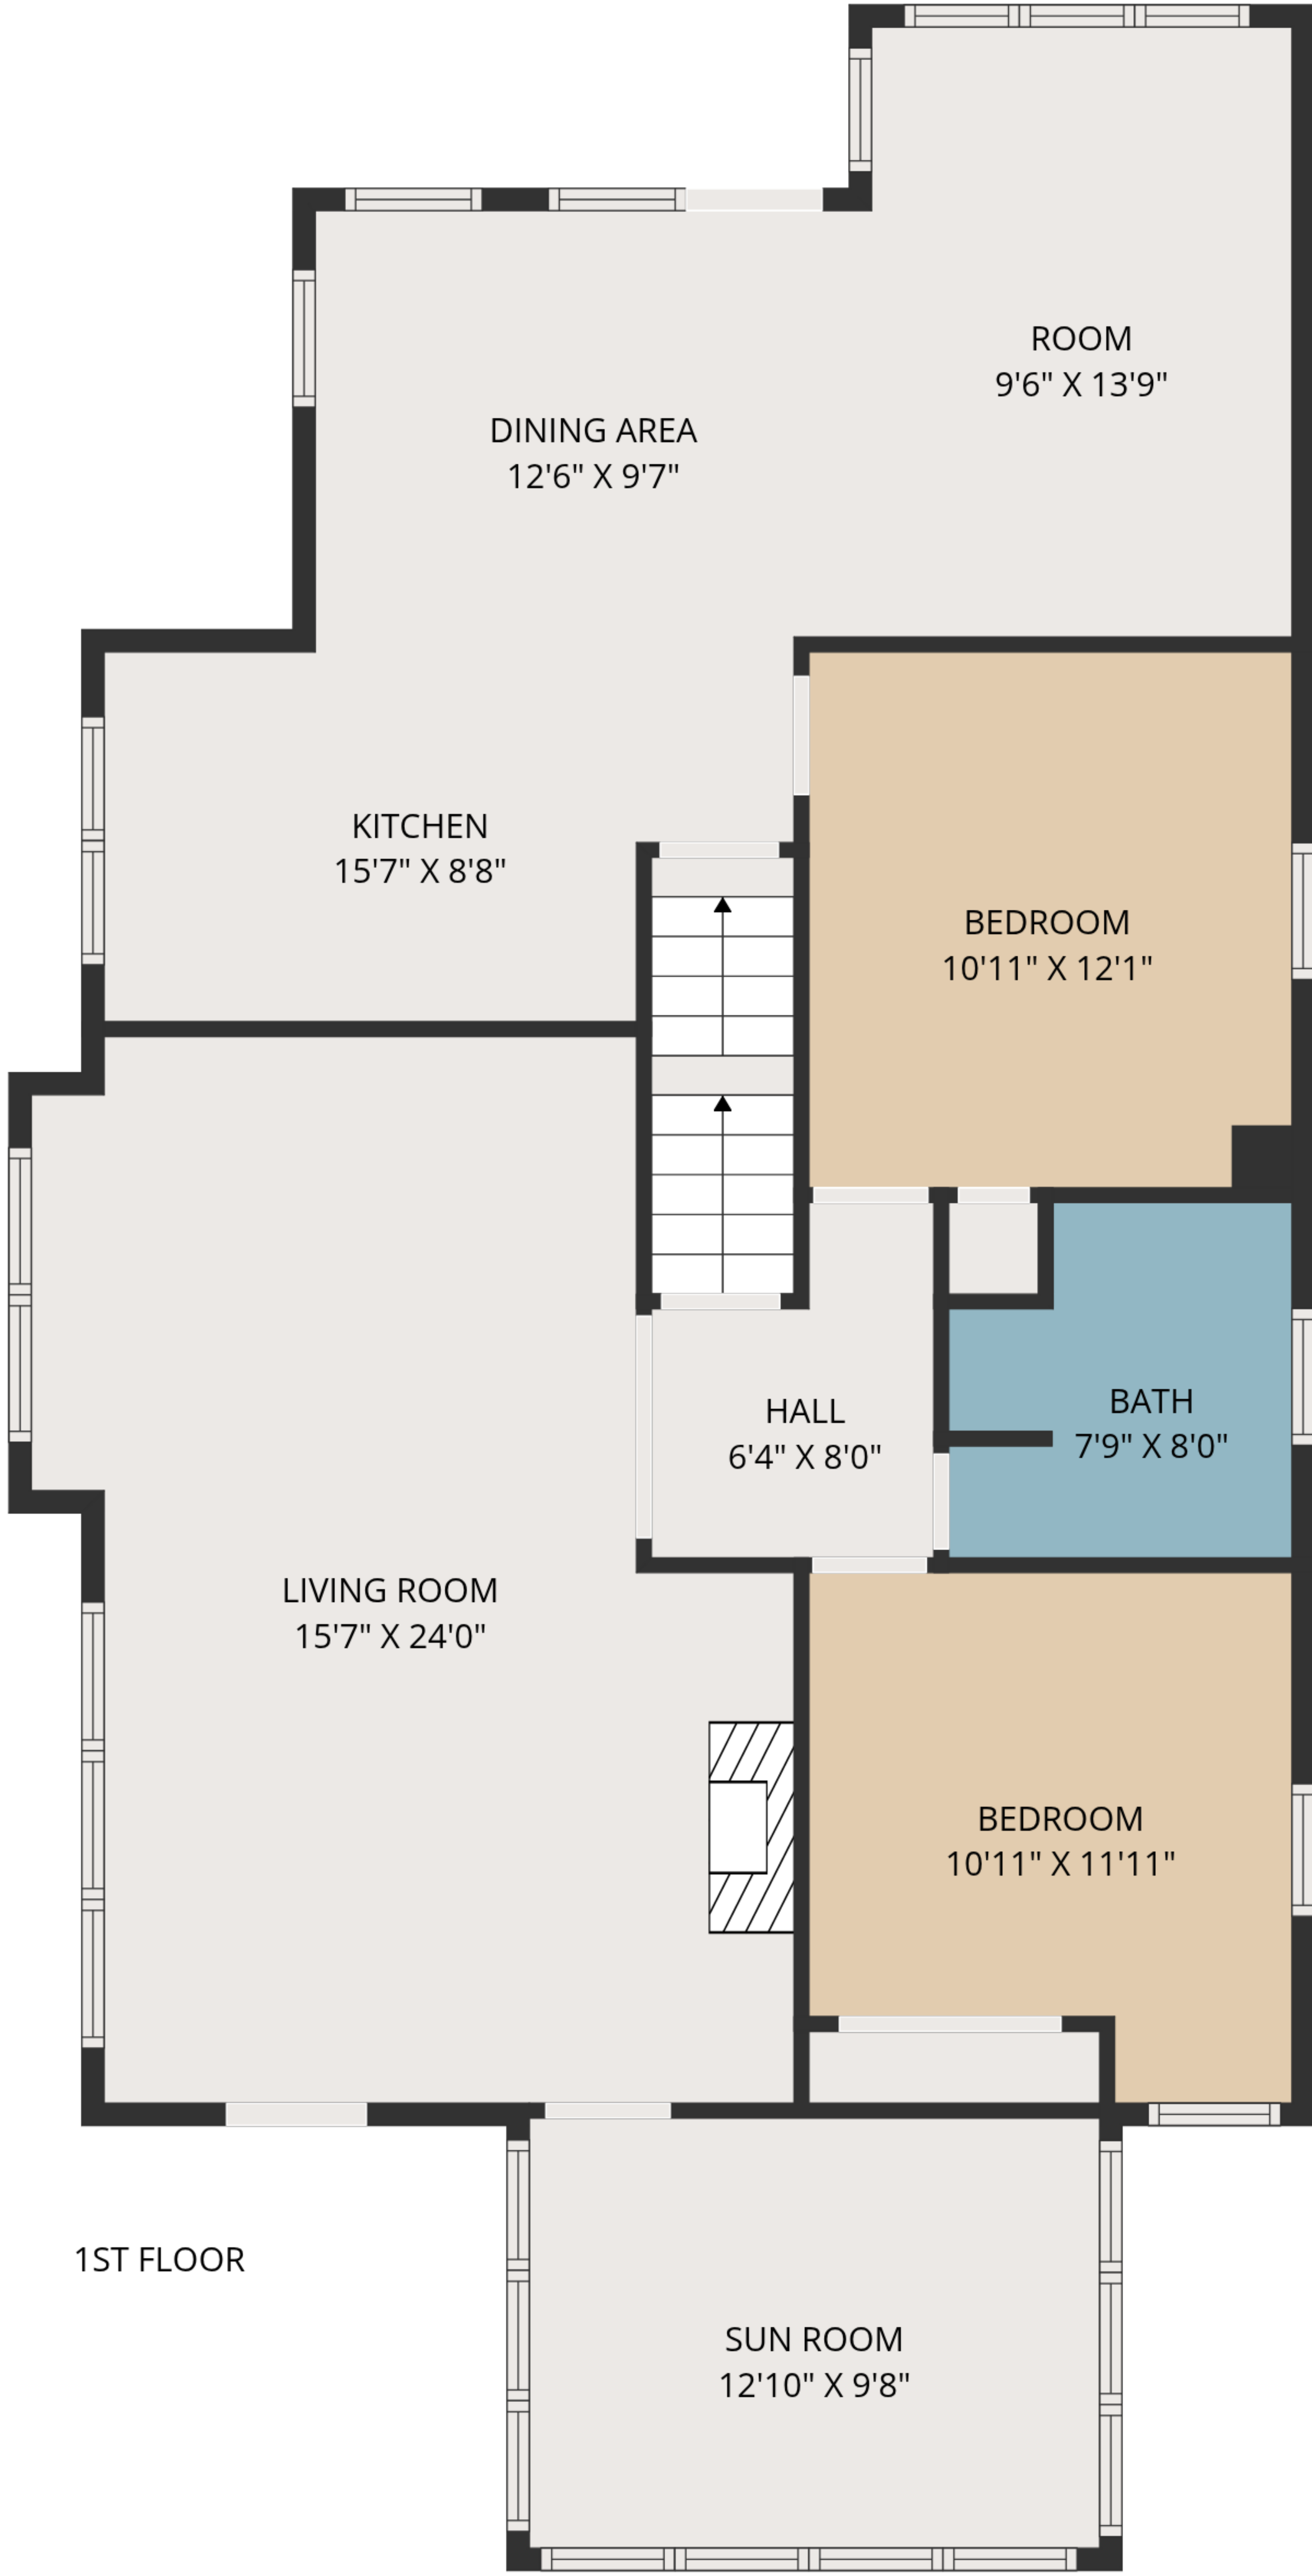 ROOM
9'6" X 13'9"
DINING AREA
12'6" X 9'7"
KITCHEN
15'7" X 8'8"
BEDROOM
10'11" X 12'1"
BATH
7'9" X 8'0"
HALL
6'4" X 8'0"
LIVING ROOM
15'7" X 24'0"
BEDROOM
10'11" X 11'11"
1ST FLOOR
SUN ROOM
12'10" X 9'8"